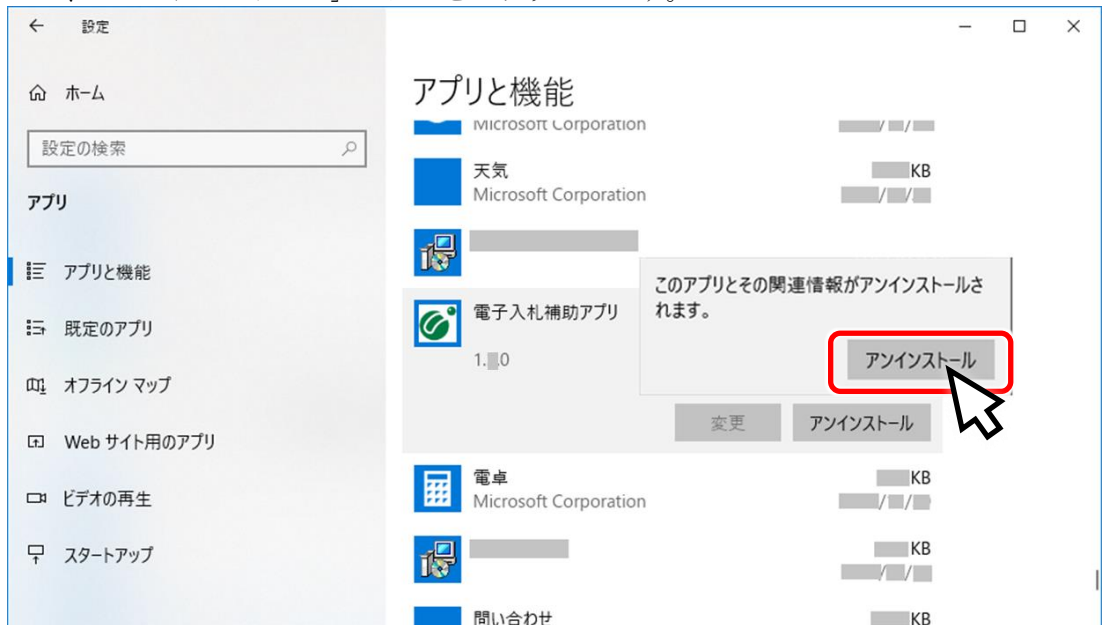 設定
ホーム
設定の検索
アプリ
アプリと機能
既定のアプリ
オフライン マップ
Web サイト用のアプリ
ビデオの再生
スタートアップ
アプリと機能
Microsoft Corporation
/ /
天気
KB
Microsoft Corporation
/ /
電子入札補助アプリ
1. .0
このアプリとその関連情報がアンインストールさ
れます。
アンインストール
変更
アンインストール
電卓
KB
Microsoft Corporation
/ /
KB
/ /
問い合わせ
KB